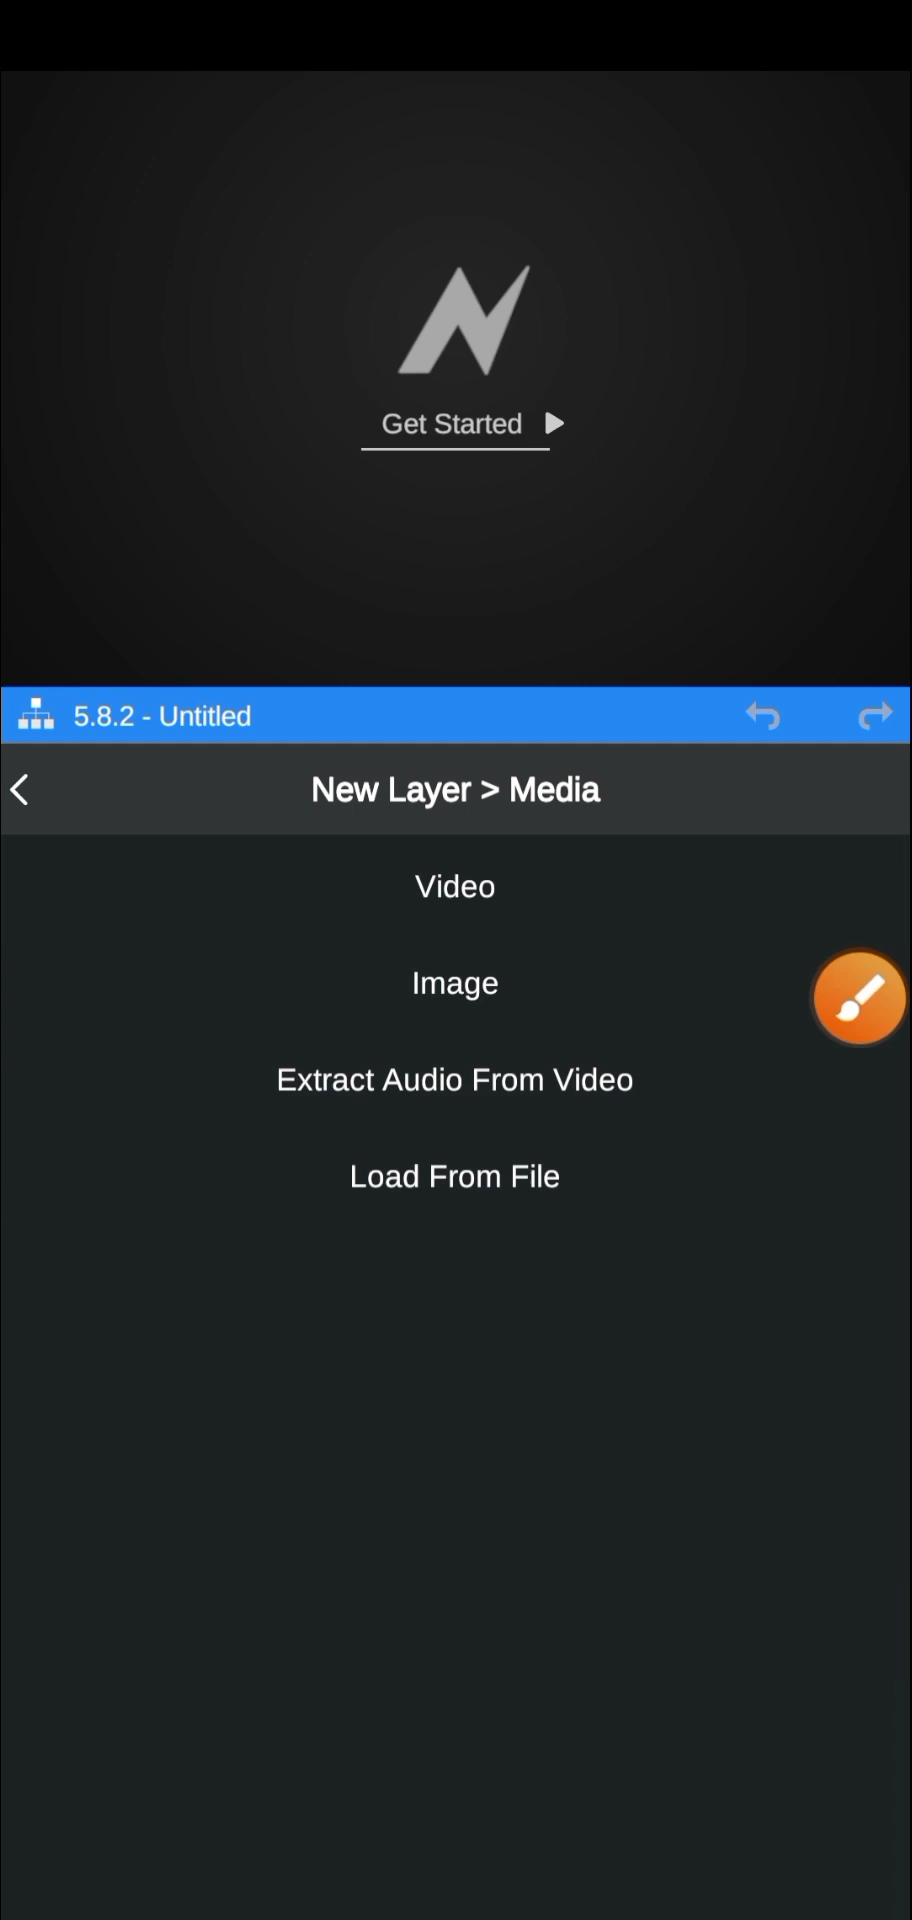 Get Started
5.8.2 - Untitled
New Layer > Media
Video
Image
Extract Audio From Video
Load From File